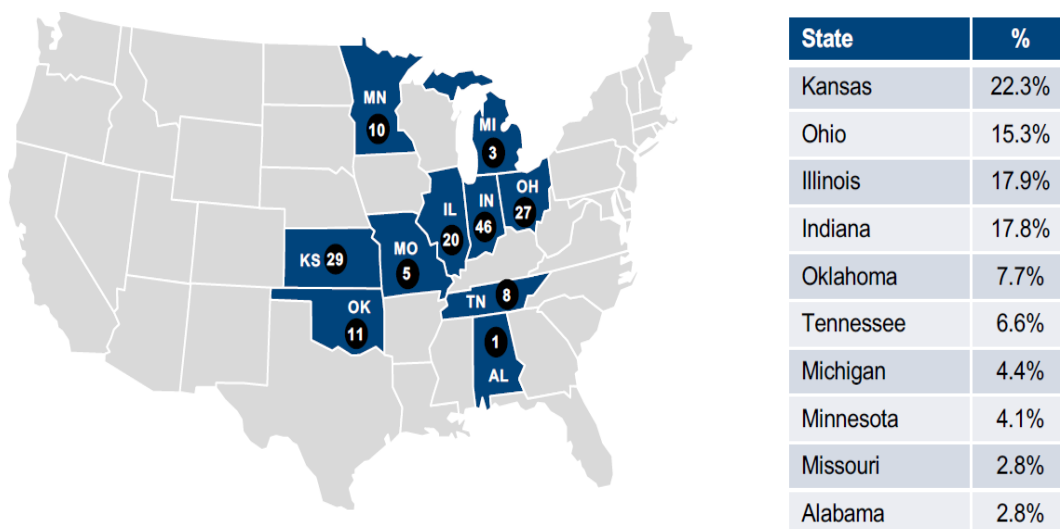 MN
10
MI
3
IL
20
IN
46
OH
27
KS 29
MO
5
TN 8
OK
11
1
AL
State %
Kansas 22.3%
Ohio 15.3%
Illinois 17.9%
Indiana 17.8%
Oklahoma 7.7%
Tennessee 6.6%
Michigan 4.4%
Minnesota 4.1%
Missouri 2.8%
Alabama 2.8%